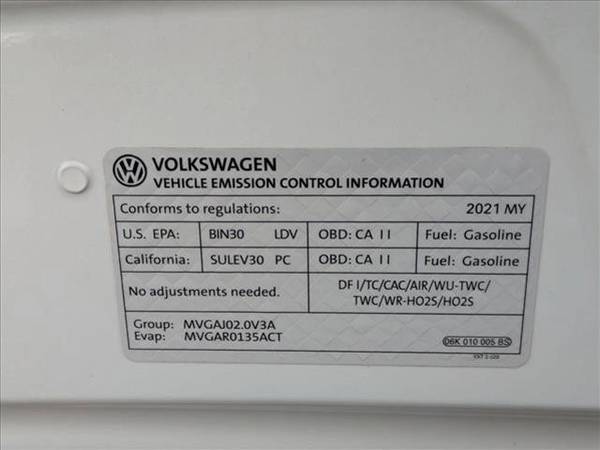 VOLKSWAGEN
VEHICLE EMISSION CONTROL INFORMATION
Conforms to regulations: 2021 MY
U.S. EPA: BIN30 LDV OBD: CA II Fuel: Gasoline
California: SULEV30 PC OBD: CA II Fuel: Gasoline
No adjustments needed. DFI/TC/CAC/AIR/WU-TWC/
TWC/WR-HO2S/HO2S
Group: MVGAJ02.0V3A
Evap: MVGAR0135ACT
06K 010 005 BS